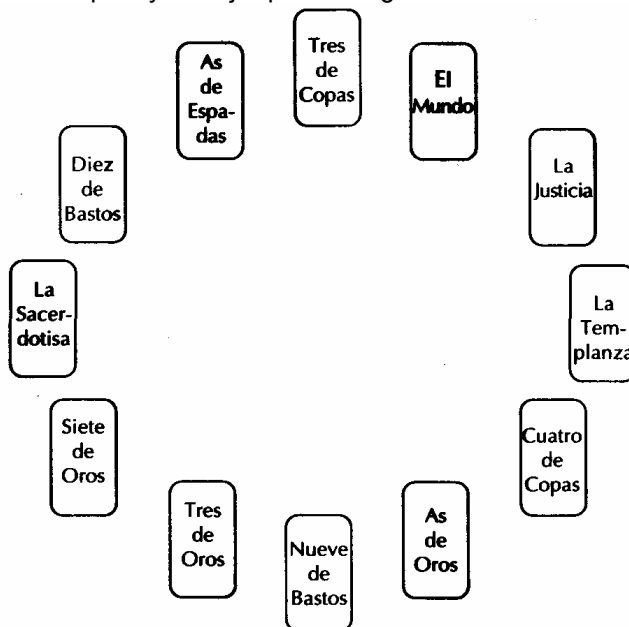 Tres
de
Copas
As
de
Espa-
das
El
Mundo
Diez
de
Bastos
La
Justicia
La
Sacer-
dotisa
La
Tem-
planza
Siete
de
Oros
Cuatro
de
Copas
Tres
de
Oros
As
de
Oros
Nueve
de
Bastos